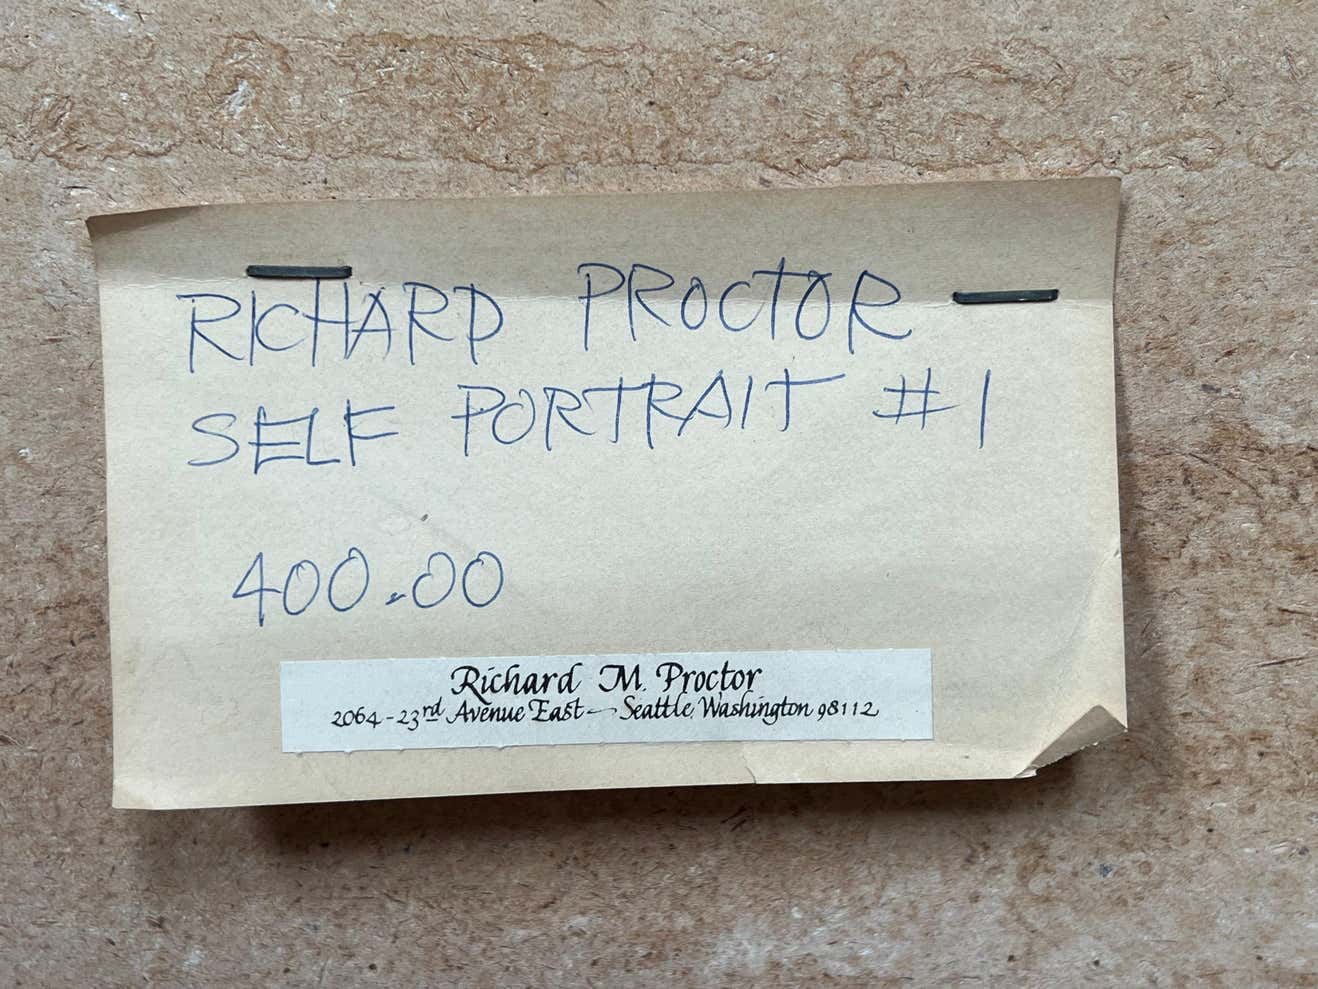 RICHARD PROCTOR
SELF PORTRAIT #1
400.00
Richard M. Proctor
2064-23rd Avenue East — Seattle, Washington 98112